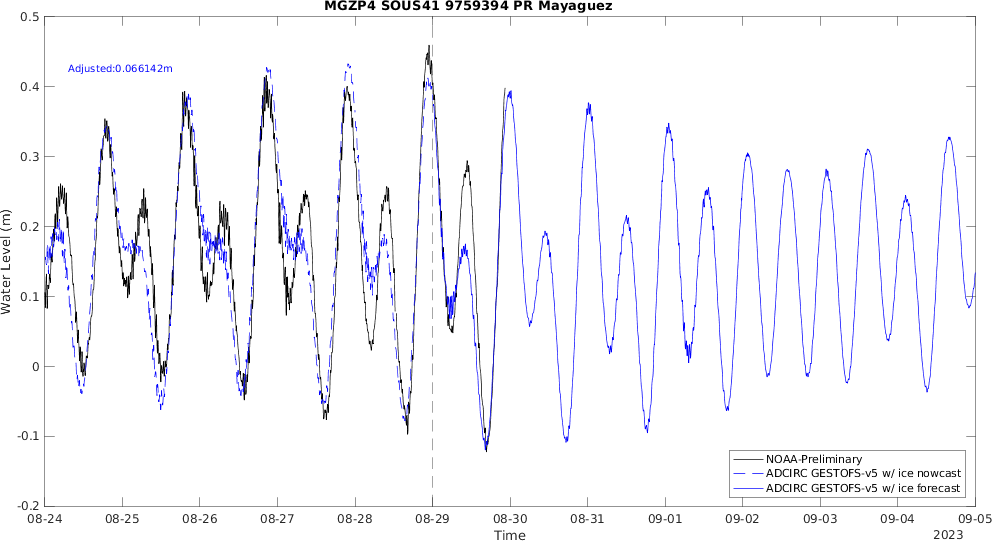 MGZP4 SOUS41 9759394 PR Mayaguez
Adjusted:0.066142m
0.5
0.4
0.3
0.2
0.1
0
-0.1
-0.2
Water Level (m)
08-24 08-25 08-26 08-27 08-28 08-29 08-30 08-31 09-01 09-02 09-03 09-04 09-05
Time
2023
NOAA-Preliminary
ADCIRC GESTOFS-v5 w/ ice nowcast
ADCIRC GESTOFS-v5 w/ ice forecast